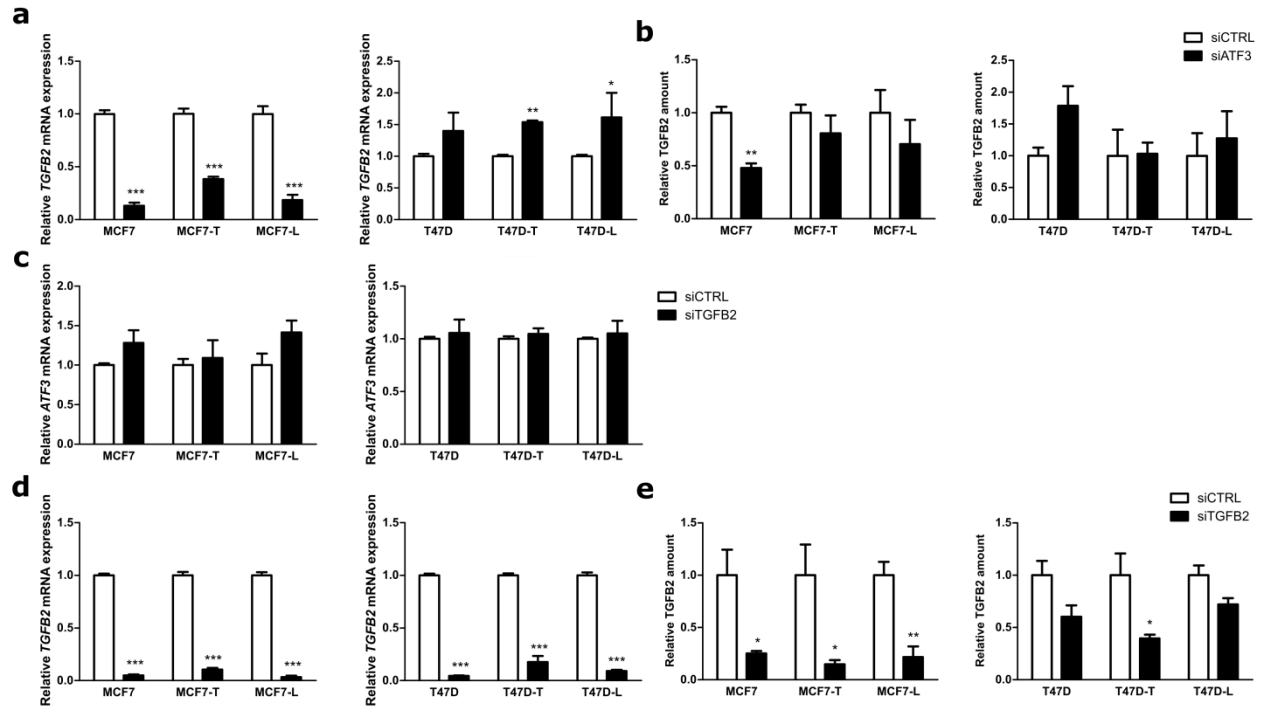 a
Relative TGFB2 mRNA expression
1.5
1.0
0.5
0.0
***
***
***
MCF7 MCF7-T MCF7-L
Relative TGFB2 mRNA expression
2.5
2.0
1.5
1.0
0.5
0.0
**
*
T47D T47D-T T47D-L
b
Relative TGFB2 amount
1.5
1.0
0.5
0.0
**
MCF7 MCF7-T MCF7-L
Relative TGFB2 amount
2.5
2.0
1.5
1.0
0.5
0.0
T47D T47D-T T47D-L
siCTRL
siATF3
c
Relative ATF3 mRNA expression
2.0
1.5
1.0
0.5
0.0
MCF7 MCF7-T MCF7-L
Relative ATF3 mRNA expression
1.5
1.0
0.5
0.0
T47D T47D-T T47D-L
siCTRL
siTGFB2
d
Relative TGFB2 mRNA expression
1.5
1.0
0.5
0.0
***
***
***
MCF7 MCF7-T MCF7-L
Relative TGFB2 mRNA expression
1.5
1.0
0.5
0.0
***
***
***
T47D T47D-T T47D-L
e
Relative TGFB2 amount
1.5
1.0
0.5
0.0
*
*
**
MCF7 MCF7-T MCF7-L
Relative TGFB2 amount
1.5
1.0
0.5
0.0
*
T47D T47D-T T47D-L
siCTRL
siTGFB2